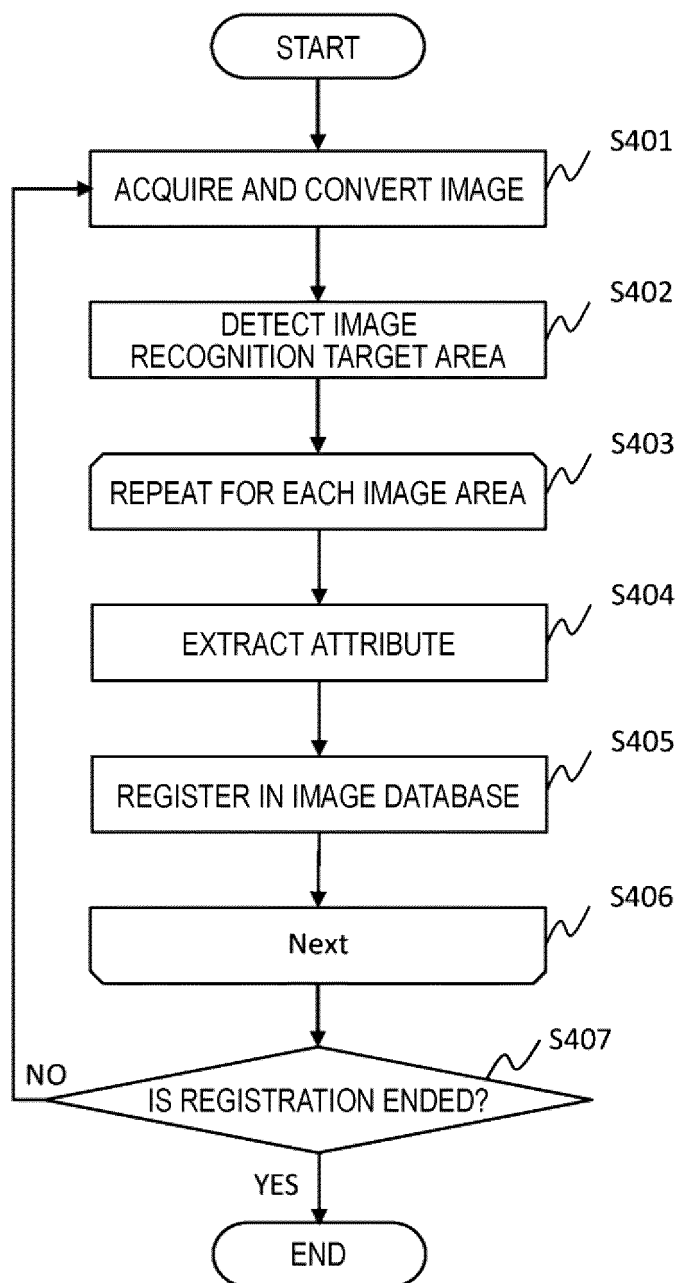 START
S401
ACQUIRE AND CONVERT IMAGE
S402
DETECT IMAGE
RECOGNITION TARGET AREA
S403
REPEAT FOR EACH IMAGE AREA
S404
EXTRACT ATTRIBUTE
S405
REGISTER IN IMAGE DATABASE
S406
Next
S407
NO
IS REGISTRATION ENDED?
YES
END